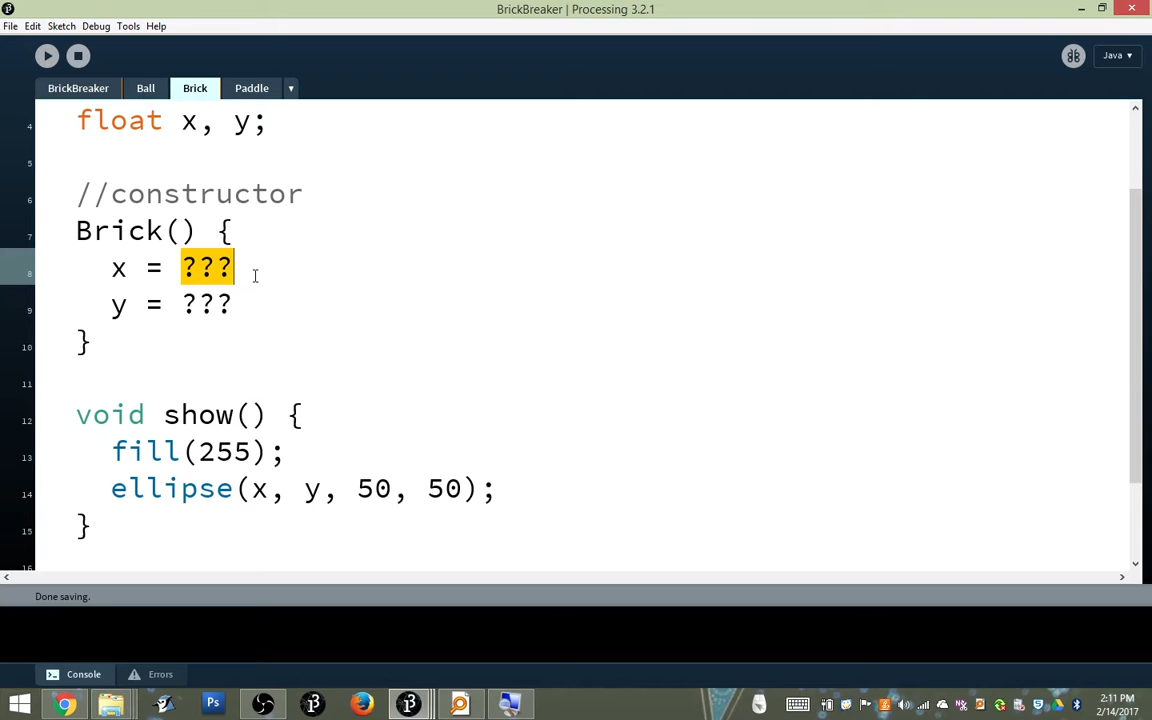 BrickBreaker | Processing 3.2.1
File Edit Sketch Debug Tools Help
Java ▾
BrickBreaker Ball Brick Paddle ▾
4 float x, y;
5
6 //constructor
7 Brick() {
8 x = ???
9 y = ???
10 }
11
12 void show() {
13 fill(255);
14 ellipse(x, y, 50, 50);
15 }
16
Done saving.
Console Errors
Ps
2:11 PM
2/14/2017